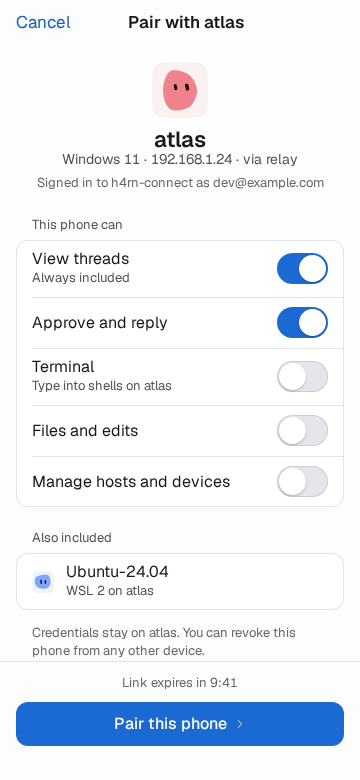 Cancel
Pair with atlas
atlas
Windows 11 · 192.168.1.24 · via relay
Signed in to h4rn-connect as dev@example.com
This phone can
View threads
Always included
Approve and reply
Terminal
Type into shells on atlas
Files and edits
Manage hosts and devices
Also included
Ubuntu-24.04
WSL 2 on atlas
Credentials stay on atlas. You can revoke this
phone from any other device.
Link expires in 9:41
Pair this phone